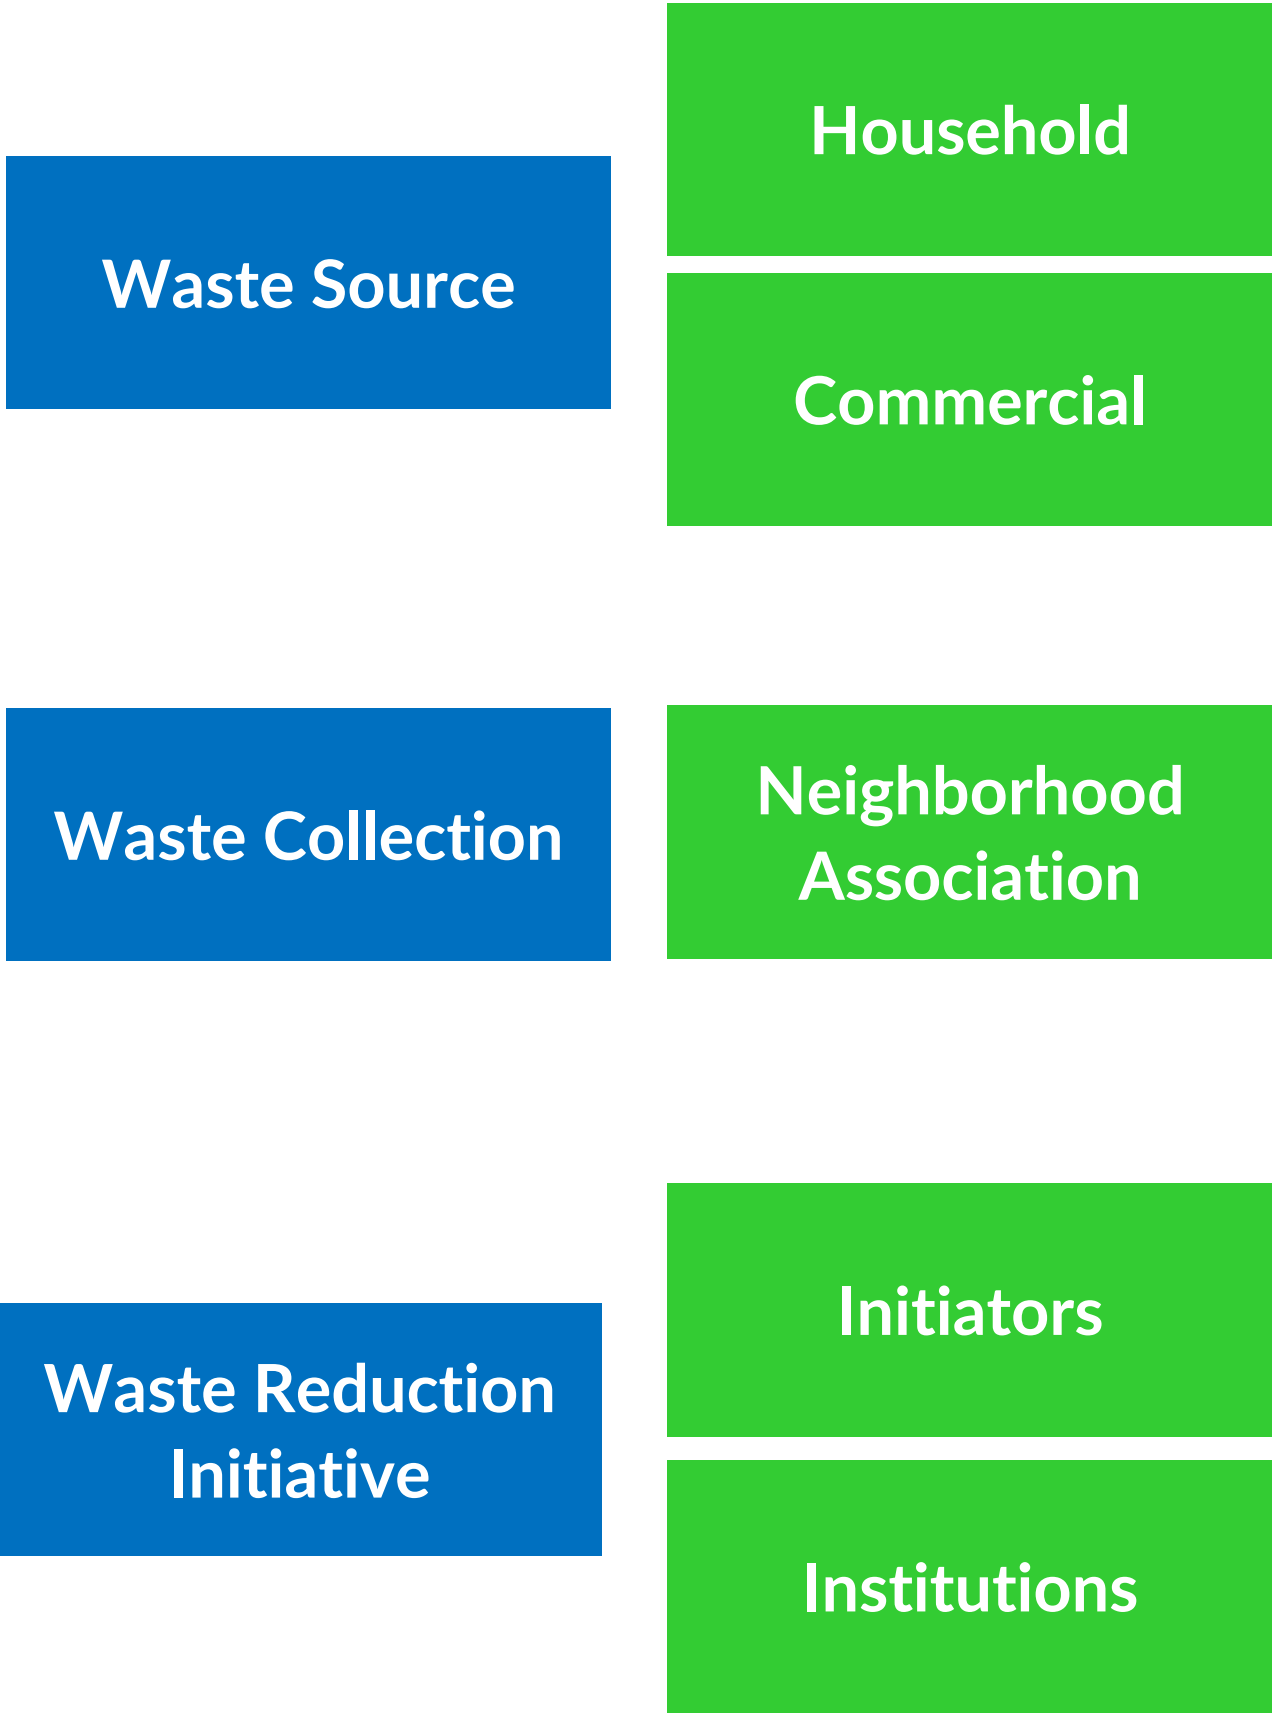 Waste Source
Household
Commercial
Waste Collection
Neighborhood
Association
Waste Reduction
Initiative
Initiators
Institutions